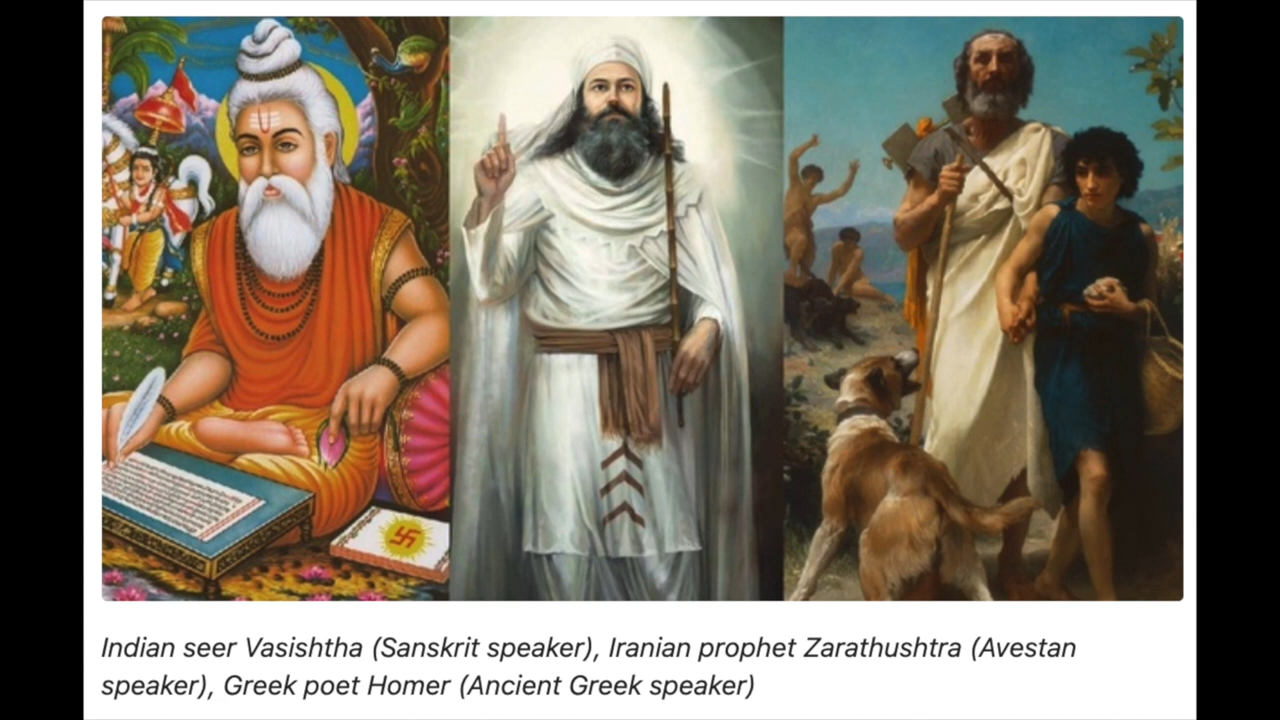 Indian seer Vasishtha (Sanskrit speaker), Iranian prophet Zarathushtra (Avestan
speaker), Greek poet Homer (Ancient Greek speaker)